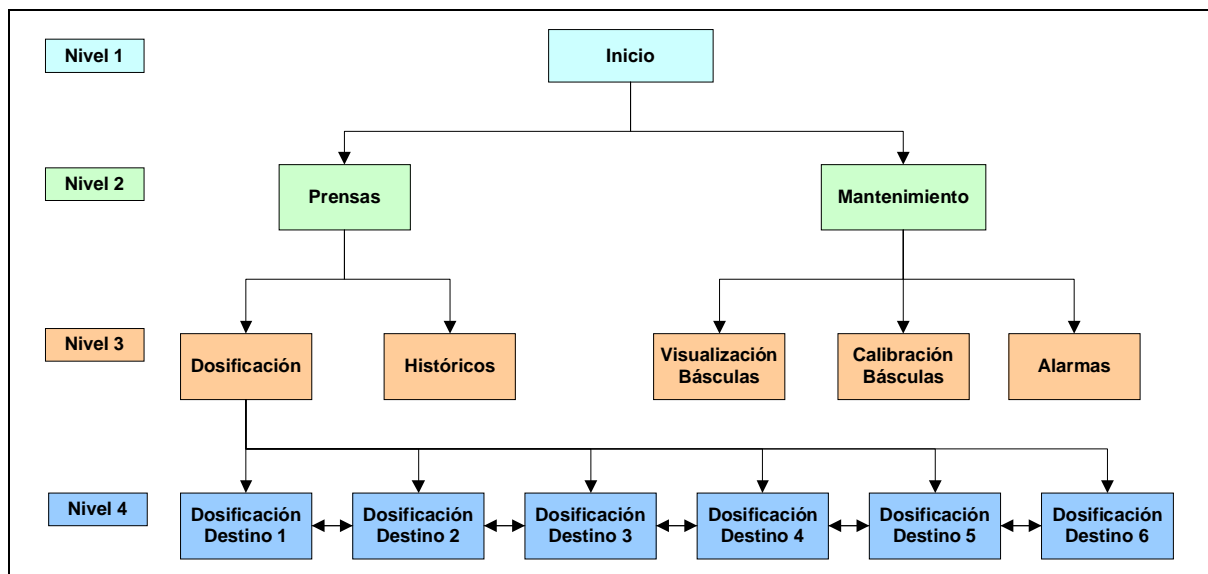 Nivel 1
Inicio
Nivel 2
Prensas
Mantenimiento
Nivel 3
Dosificación
Históricos
Visualización
Básculas
Calibración
Básculas
Alarmas
Nivel 4
Dosificación
Destino 1
Dosificación
Destino 2
Dosificación
Destino 3
Dosificación
Destino 4
Dosificación
Destino 5
Dosificación
Destino 6